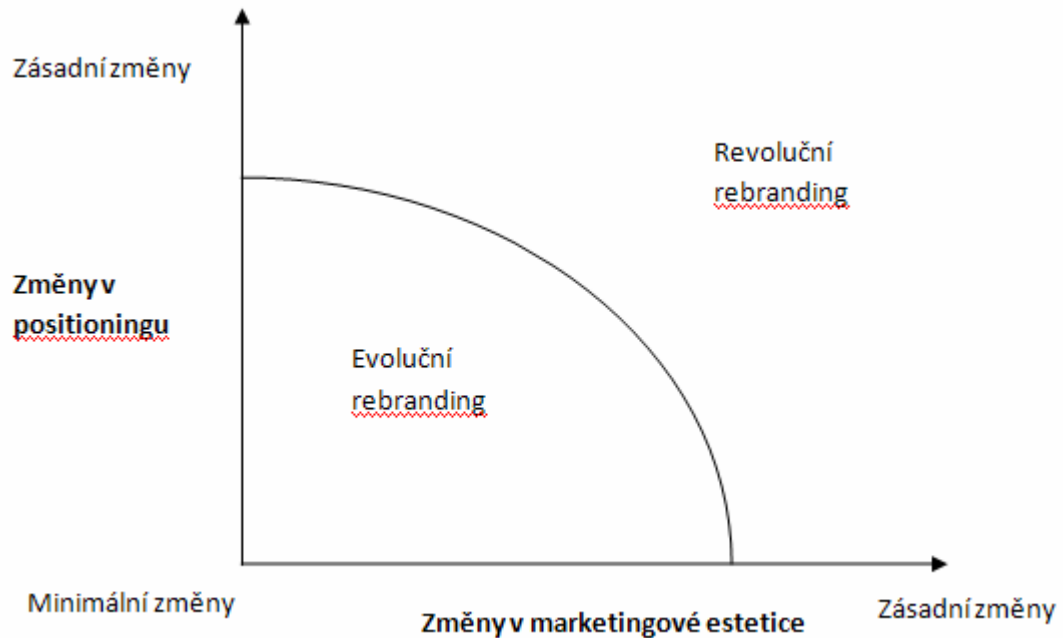 Zásadní změny
Revoluční
rebranding
Změny v
positioningu
Evoluční
rebranding
Minimální změny
Změny v marketingové estetice
Zásadní změny